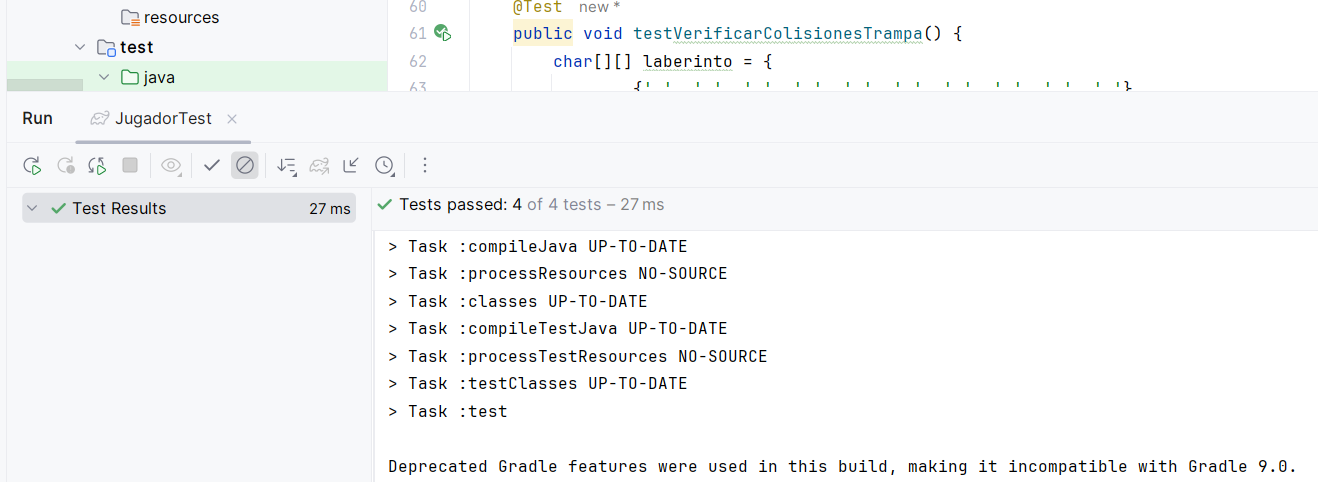 resources
test
java
60 @Test new *
61 public void testVerificarColisionesTrampa() {
62 char[][] laberinto = {
63
Run JugadorTest
Test Results 27 ms
Tests passed: 4 of 4 tests – 27 ms
> Task :compileJava UP-TO-DATE
> Task :processResources NO-SOURCE
> Task :classes UP-TO-DATE
> Task :compileTestJava UP-TO-DATE
> Task :processTestResources NO-SOURCE
> Task :testClasses UP-TO-DATE
> Task :test
Deprecated Gradle features were used in this build, making it incompatible with Gradle 9.0.